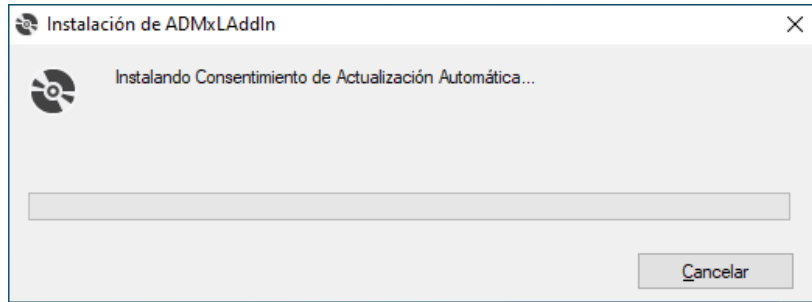 Instalación de ADMxLAddIn
Instalando Consentimiento de Actualización Automática...
Cancelar